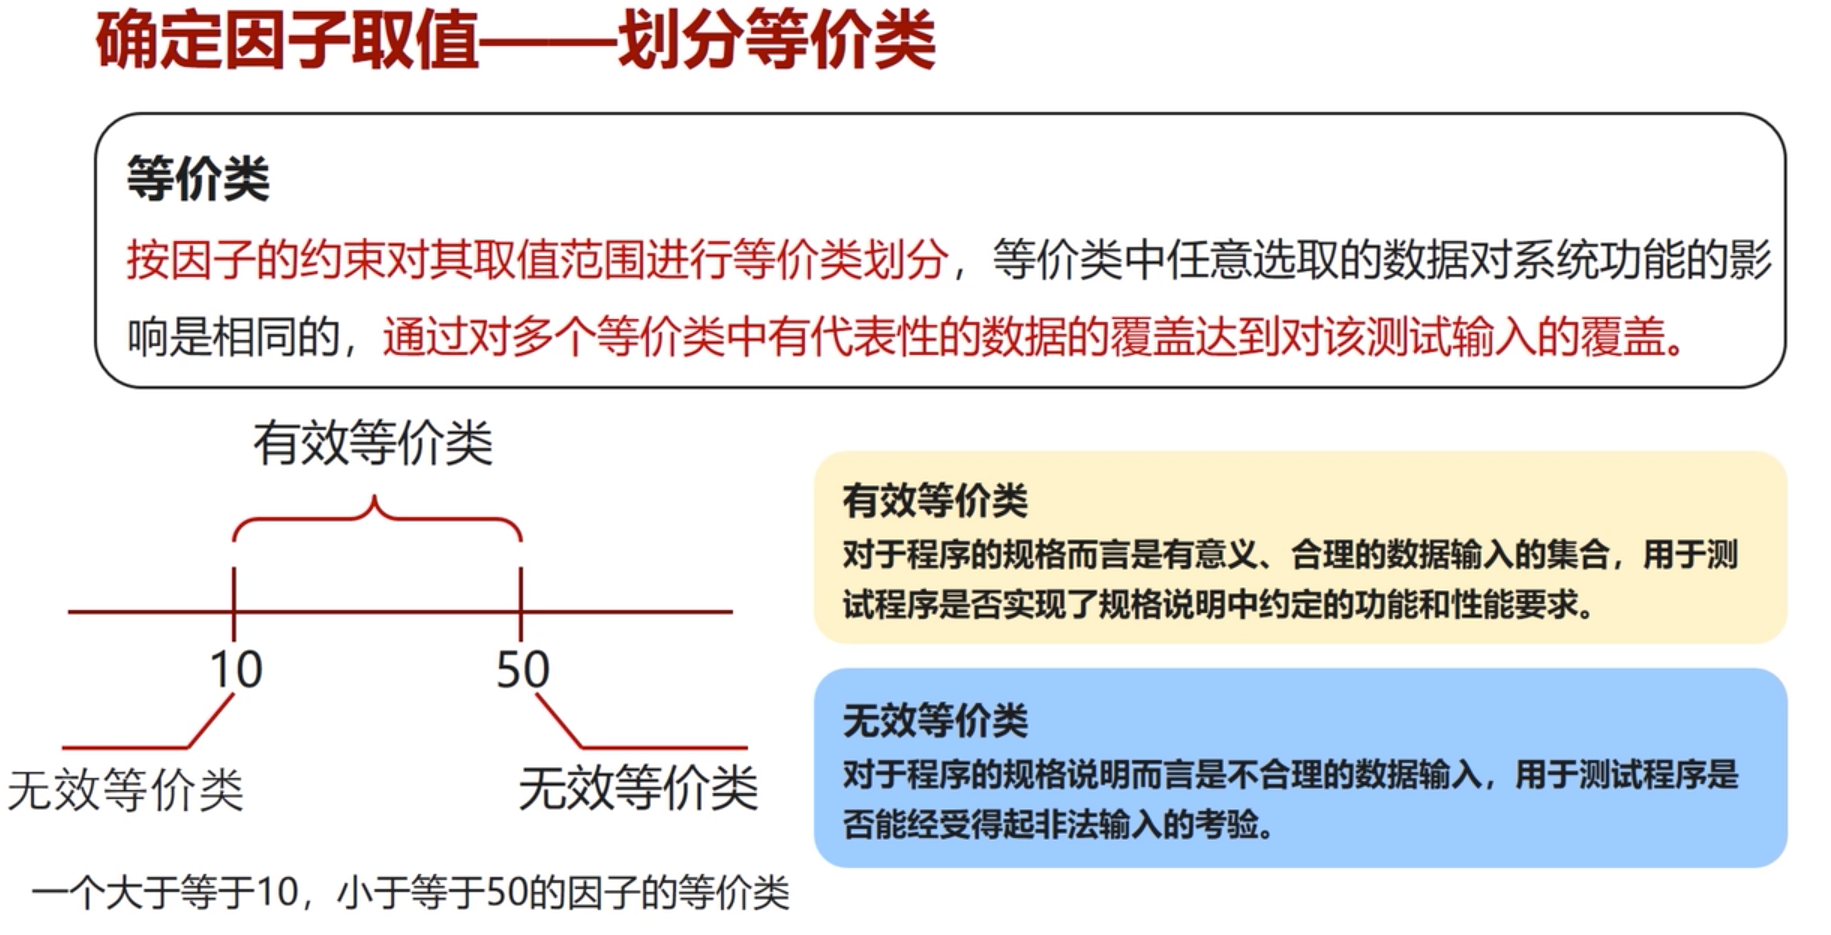 确定因子取值——划分等价类
等价类
按因子的约束对其取值范围进行等价类划分，等价类中任意选取的数据对系统功能的影
响是相同的，通过对多个等价类中有代表性的数据的覆盖达到对该测试输入的覆盖。
有效等价类
10
50
无效等价类
无效等价类
一个大于等于10，小于等于50的因子的等价类
有效等价类
对于程序的规格而言是有意义、合理的数据输入的集合，用于测
试程序是否实现了规格说明中约定的功能和性能要求。
无效等价类
对于程序的规格说明而言是不合理的数据输入，用于测试程序是
否能经受得起非法输入的考验。